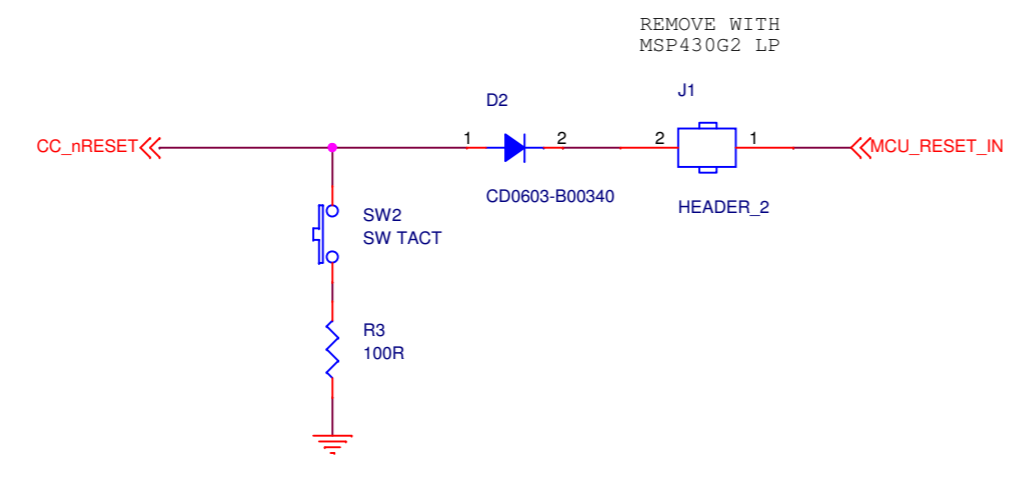 REMOVE WITH
MSP430G2 LP
J1
D2
CC_nRESET
1
2
2
1
MCU_RESET_IN
CD0603-B00340
HEADER_2
SW2
SW TACT
R3
100R